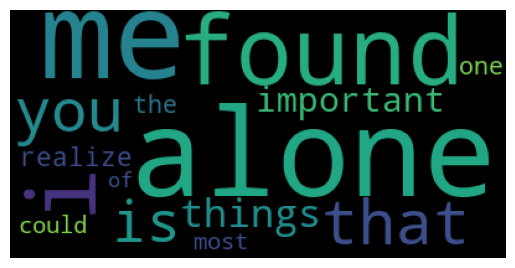 me found one
you the important
realize alone
i of
could is things that
most